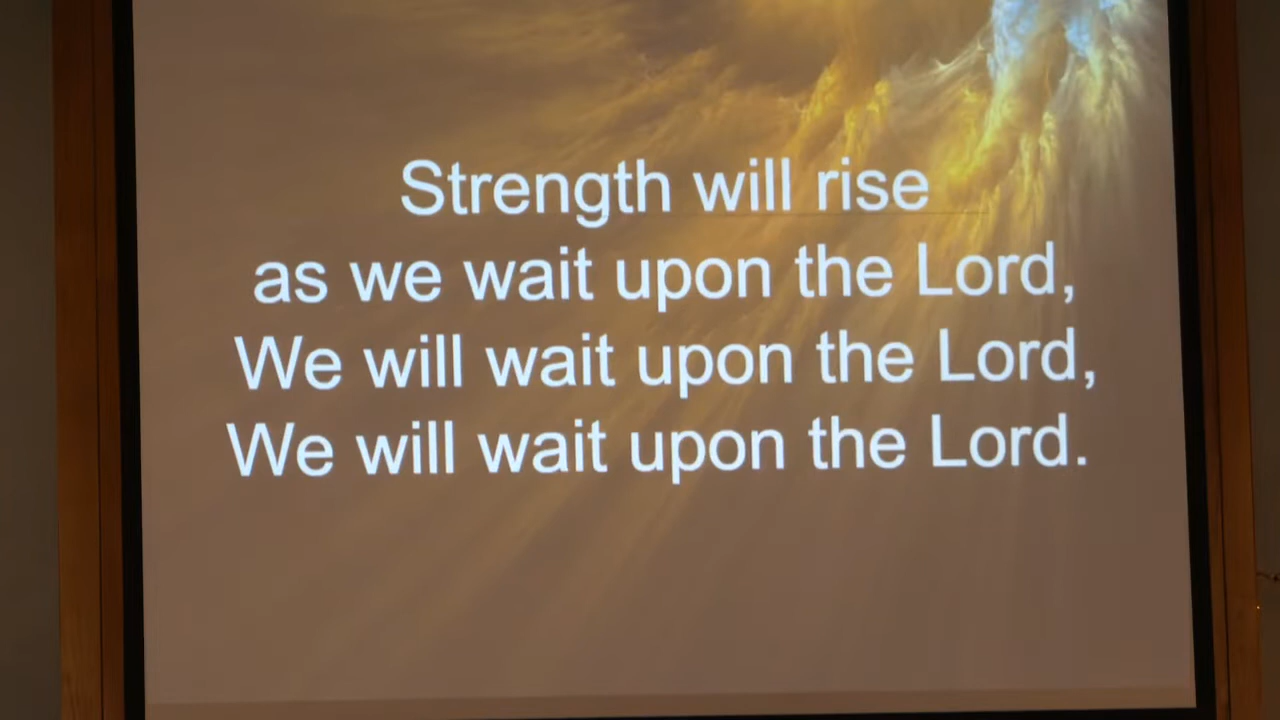 Strength will rise
as we wait upon the Lord,
We will wait upon the Lord,
We will wait upon the Lord.